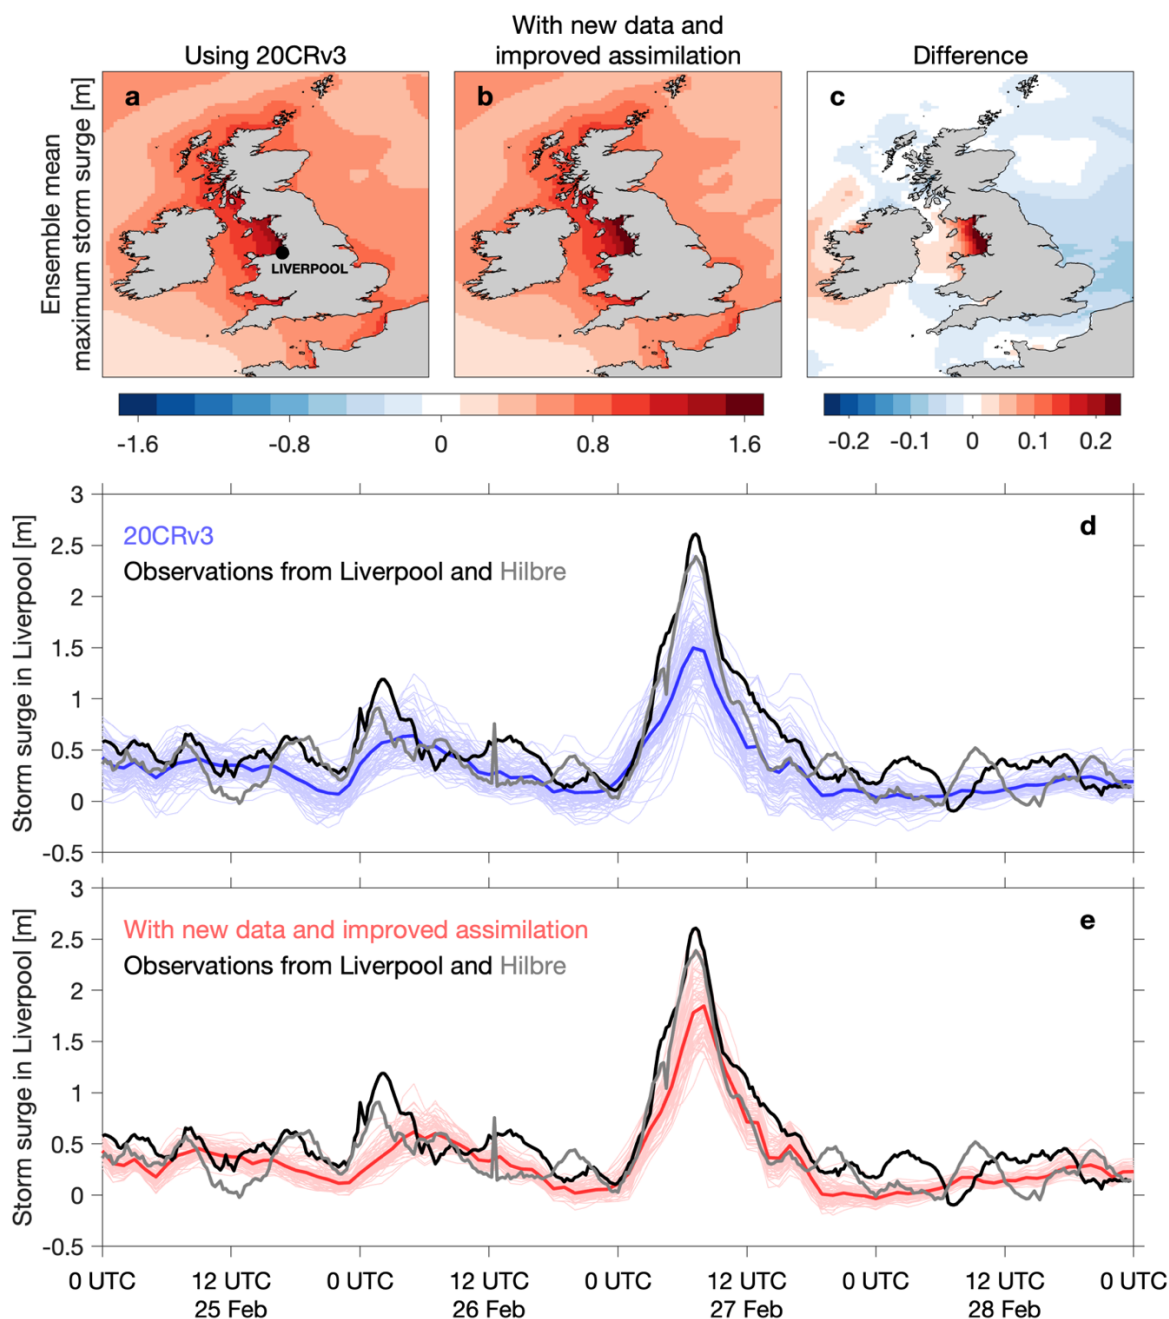 Using 20CRv3
With new data and
improved assimilation
Difference
Ensemble mean
maximum storm surge [m]
a
b
c
LIVERPOOL
-1.6
-0.8
0
0.8
1.6
-0.2
-0.1
0
0.1
0.2
Storm surge in Liverpool [m]
3
2.5
2
1.5
1
0.5
0
-0.5
20CRv3
Observations from Liverpool and Hilbre
d
Storm surge in Liverpool [m]
3
2.5
2
1.5
1
0.5
0
-0.5
With new data and improved assimilation
Observations from Liverpool and Hilbre
e
0 UTC 12 UTC 0 UTC 12 UTC 0 UTC 12 UTC 0 UTC 12 UTC 0 UTC
25 Feb 26 Feb 27 Feb 28 Feb